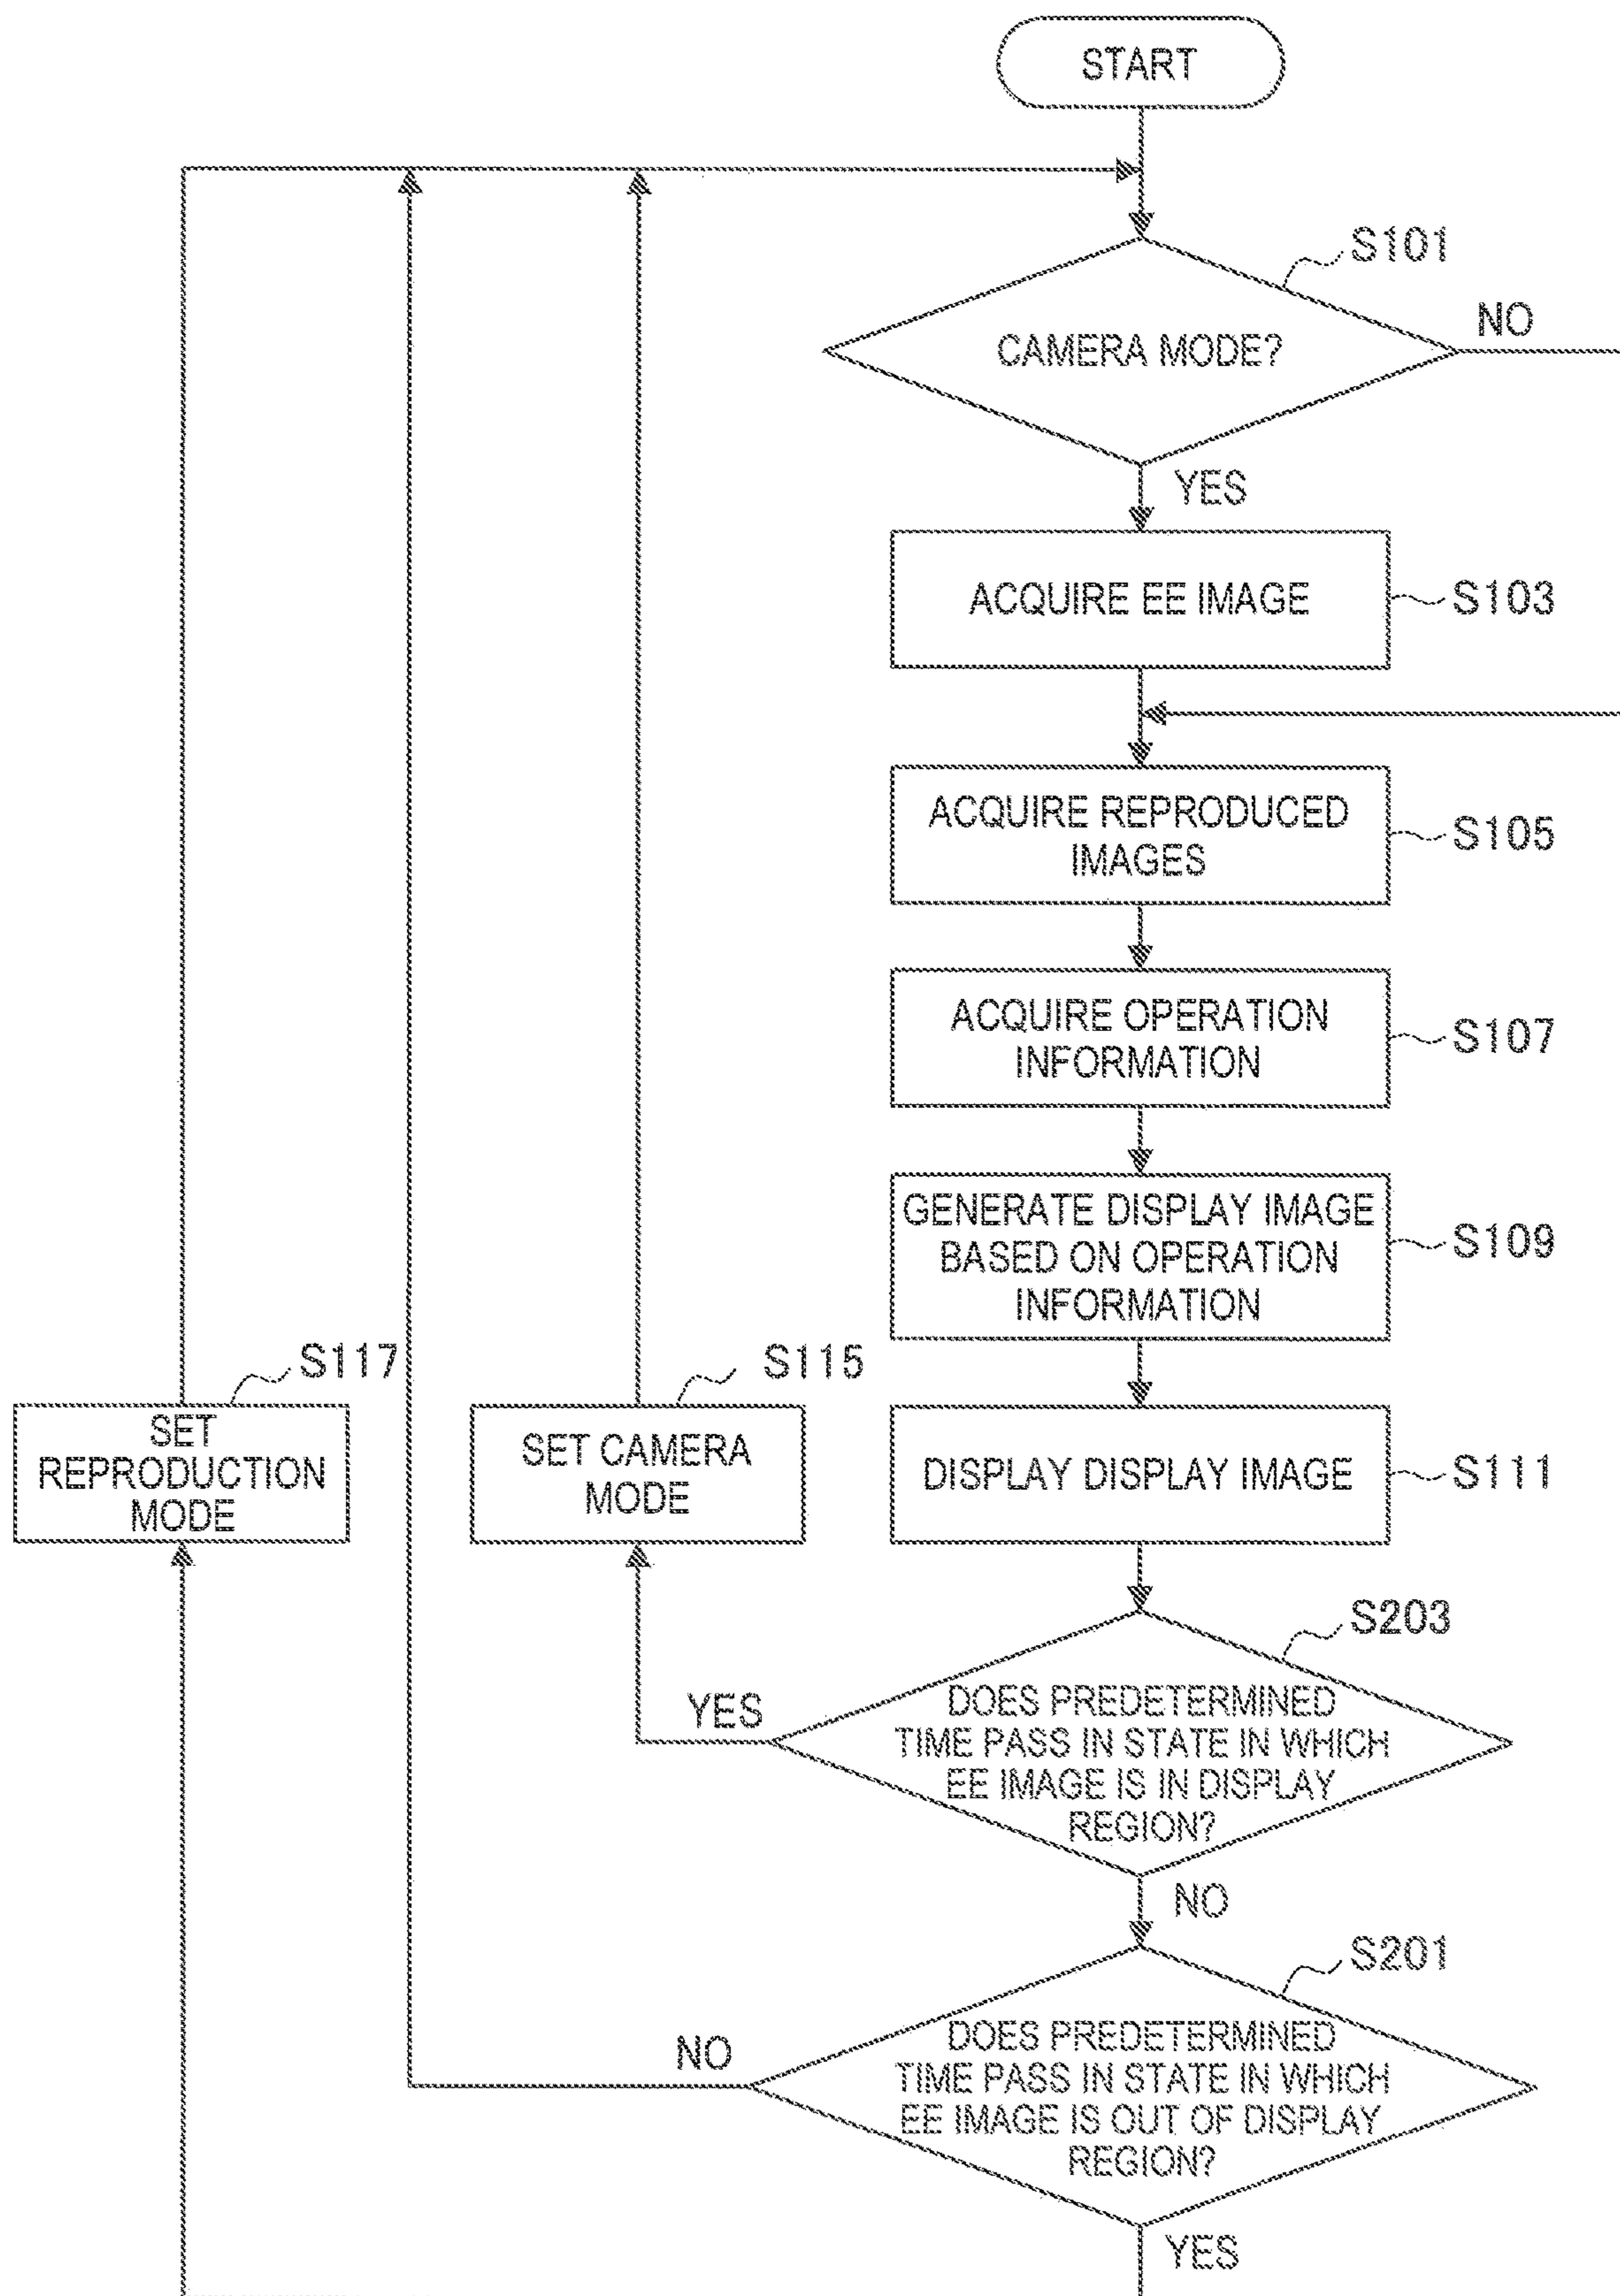 START
S101
CAMERA MODE?
NO
YES
ACQUIRE EE IMAGE
S103
ACQUIRE REPRODUCED
IMAGES
S105
ACQUIRE OPERATION
INFORMATION
S107
GENERATE DISPLAY IMAGE
BASED ON OPERATION
INFORMATION
S109
S117
SET
REPRODUCTION
MODE
S115
SET CAMERA
MODE
DISPLAY DISPLAY IMAGE
S111
S203
YES
DOES PREDETERMINED
TIME PASS IN STATE IN WHICH
EE IMAGE IS IN DISPLAY
REGION?
NO
S201
NO
DOES PREDETERMINED
TIME PASS IN STATE IN WHICH
EE IMAGE IS OUT OF DISPLAY
REGION?
YES